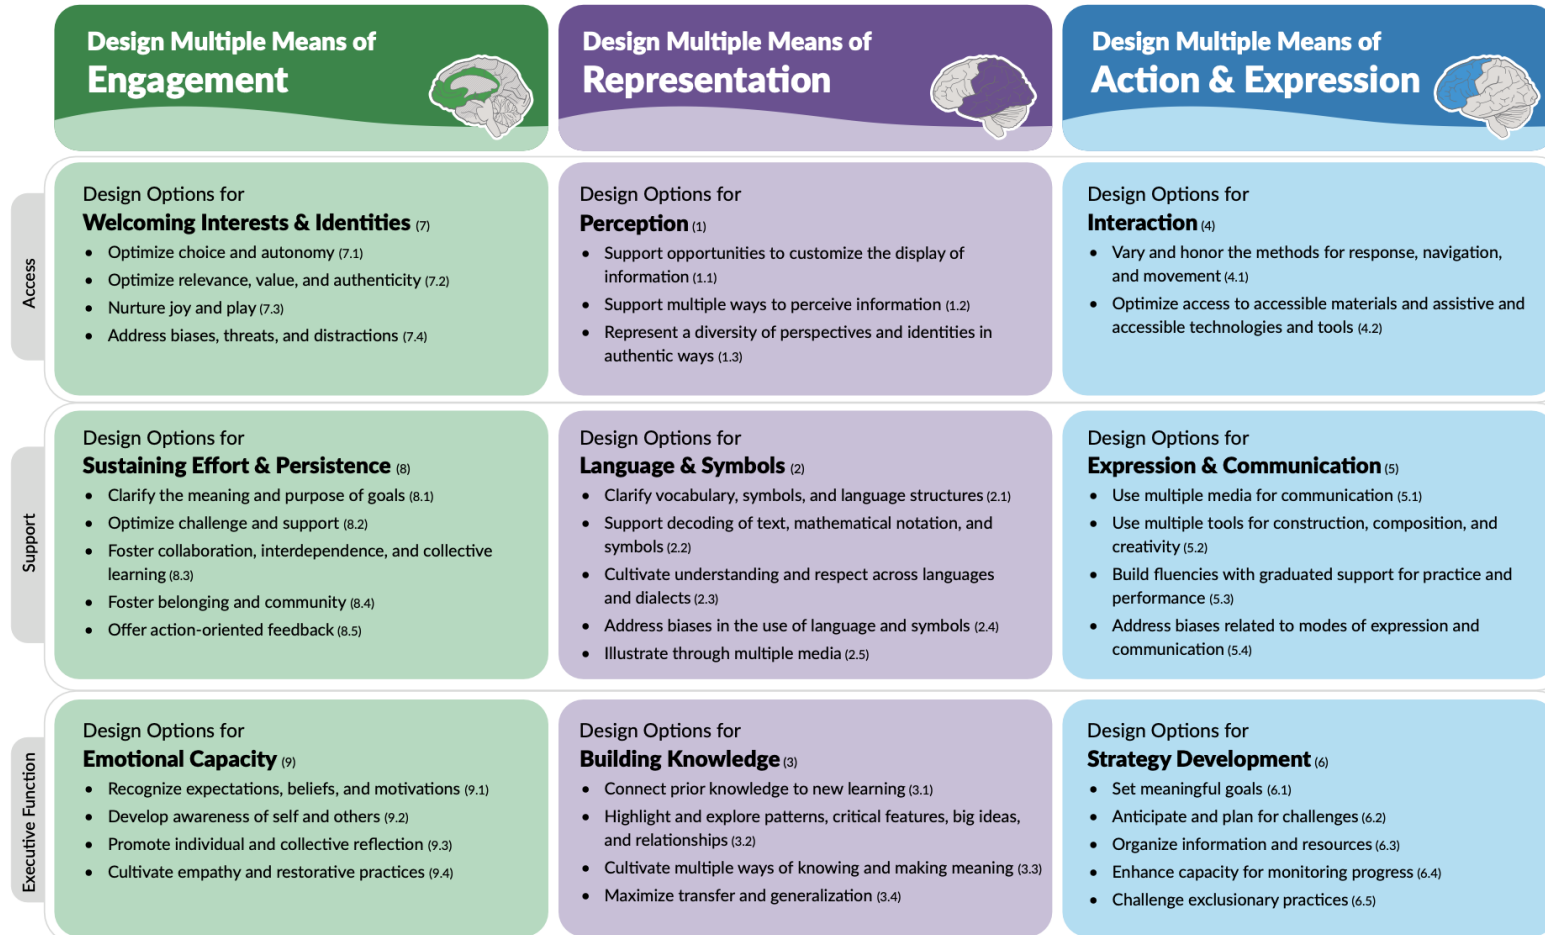 Design Multiple Means of
Engagement
Design Multiple Means of
Representation
Design Multiple Means of
Action & Expression
Access
Design Options for
Welcoming Interests & Identities (7)
• Optimize choice and autonomy (7.1)
• Optimize relevance, value, and authenticity (7.2)
• Nurture joy and play (7.3)
• Address biases, threats, and distractions (7.4)
Design Options for
Perception (1)
• Support opportunities to customize the display of
information (1.1)
• Support multiple ways to perceive information (1.2)
• Represent a diversity of perspectives and identities in
authentic ways (1.3)
Design Options for
Interaction (4)
• Vary and honor the methods for response, navigation,
and movement (4.1)
• Optimize access to accessible materials and assistive and
accessible technologies and tools (4.2)
Support
Design Options for
Sustaining Effort & Persistence (8)
• Clarify the meaning and purpose of goals (8.1)
• Optimize challenge and support (8.2)
• Foster collaboration, interdependence, and collective
learning (8.3)
• Foster belonging and community (8.4)
• Offer action-oriented feedback (8.5)
Design Options for
Language & Symbols (2)
• Clarify vocabulary, symbols, and language structures (2.1)
• Support decoding of text, mathematical notation, and
symbols (2.2)
• Cultivate understanding and respect across languages
and dialects (2.3)
• Address biases in the use of language and symbols (2.4)
• Illustrate through multiple media (2.5)
Design Options for
Expression & Communication (5)
• Use multiple media for communication (5.1)
• Use multiple tools for construction, composition, and
creativity (5.2)
• Build fluencies with graduated support for practice and
performance (5.3)
• Address biases related to modes of expression and
communication (5.4)
Executive Function
Design Options for
Emotional Capacity (9)
• Recognize expectations, beliefs, and motivations (9.1)
• Develop awareness of self and others (9.2)
• Promote individual and collective reflection (9.3)
• Cultivate empathy and restorative practices (9.4)
Design Options for
Building Knowledge (3)
• Connect prior knowledge to new learning (3.1)
• Highlight and explore patterns, critical features, big ideas,
and relationships (3.2)
• Cultivate multiple ways of knowing and making meaning (3.3)
• Maximize transfer and generalization (3.4)
Design Options for
Strategy Development (6)
• Set meaningful goals (6.1)
• Anticipate and plan for challenges (6.2)
• Organize information and resources (6.3)
• Enhance capacity for monitoring progress (6.4)
• Challenge exclusionary practices (6.5)